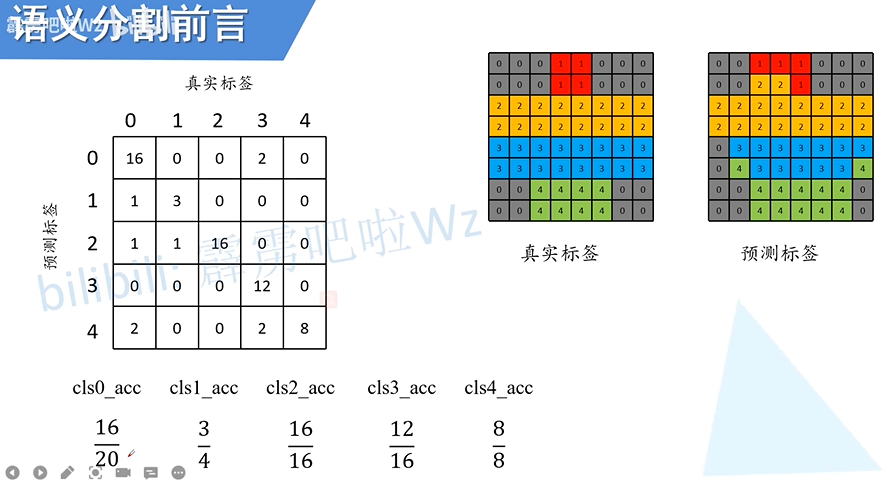 语义分割前言
霹雳吧啦Wz
bilibili
真实标签
0 1 2 3 4
预测标签
0 16 0 0 2 0
1 1 3 0 0 0
2 1 1 16 0 0
3 0 0 0 12 0
4 2 0 0 2 8
bilibili: 霹雳吧啦Wz
cls0_acc cls1_acc cls2_acc cls3_acc cls4_acc
16 3 16 12 8
20 4 16 16 8
0 0 0 1 1 0 0 0
0 0 0 1 1 0 0 0
2 2 2 2 2 2 2 2
2 2 2 2 2 2 2 2
3 3 3 3 3 3 3 3
3 3 3 3 3 3 3 3
0 0 4 4 4 4 0 0
0 0 4 4 4 4 0 0
真实标签
0 0 1 1 1 0 0 0
0 0 2 2 1 0 0 0
2 2 2 2 2 2 2 2
2 2 2 2 2 2 2 2
0 3 3 3 3 3 3 3
0 4 3 3 3 3 3 4
0 0 4 4 4 4 4 0
0 0 4 4 4 4 4 0
预测标签